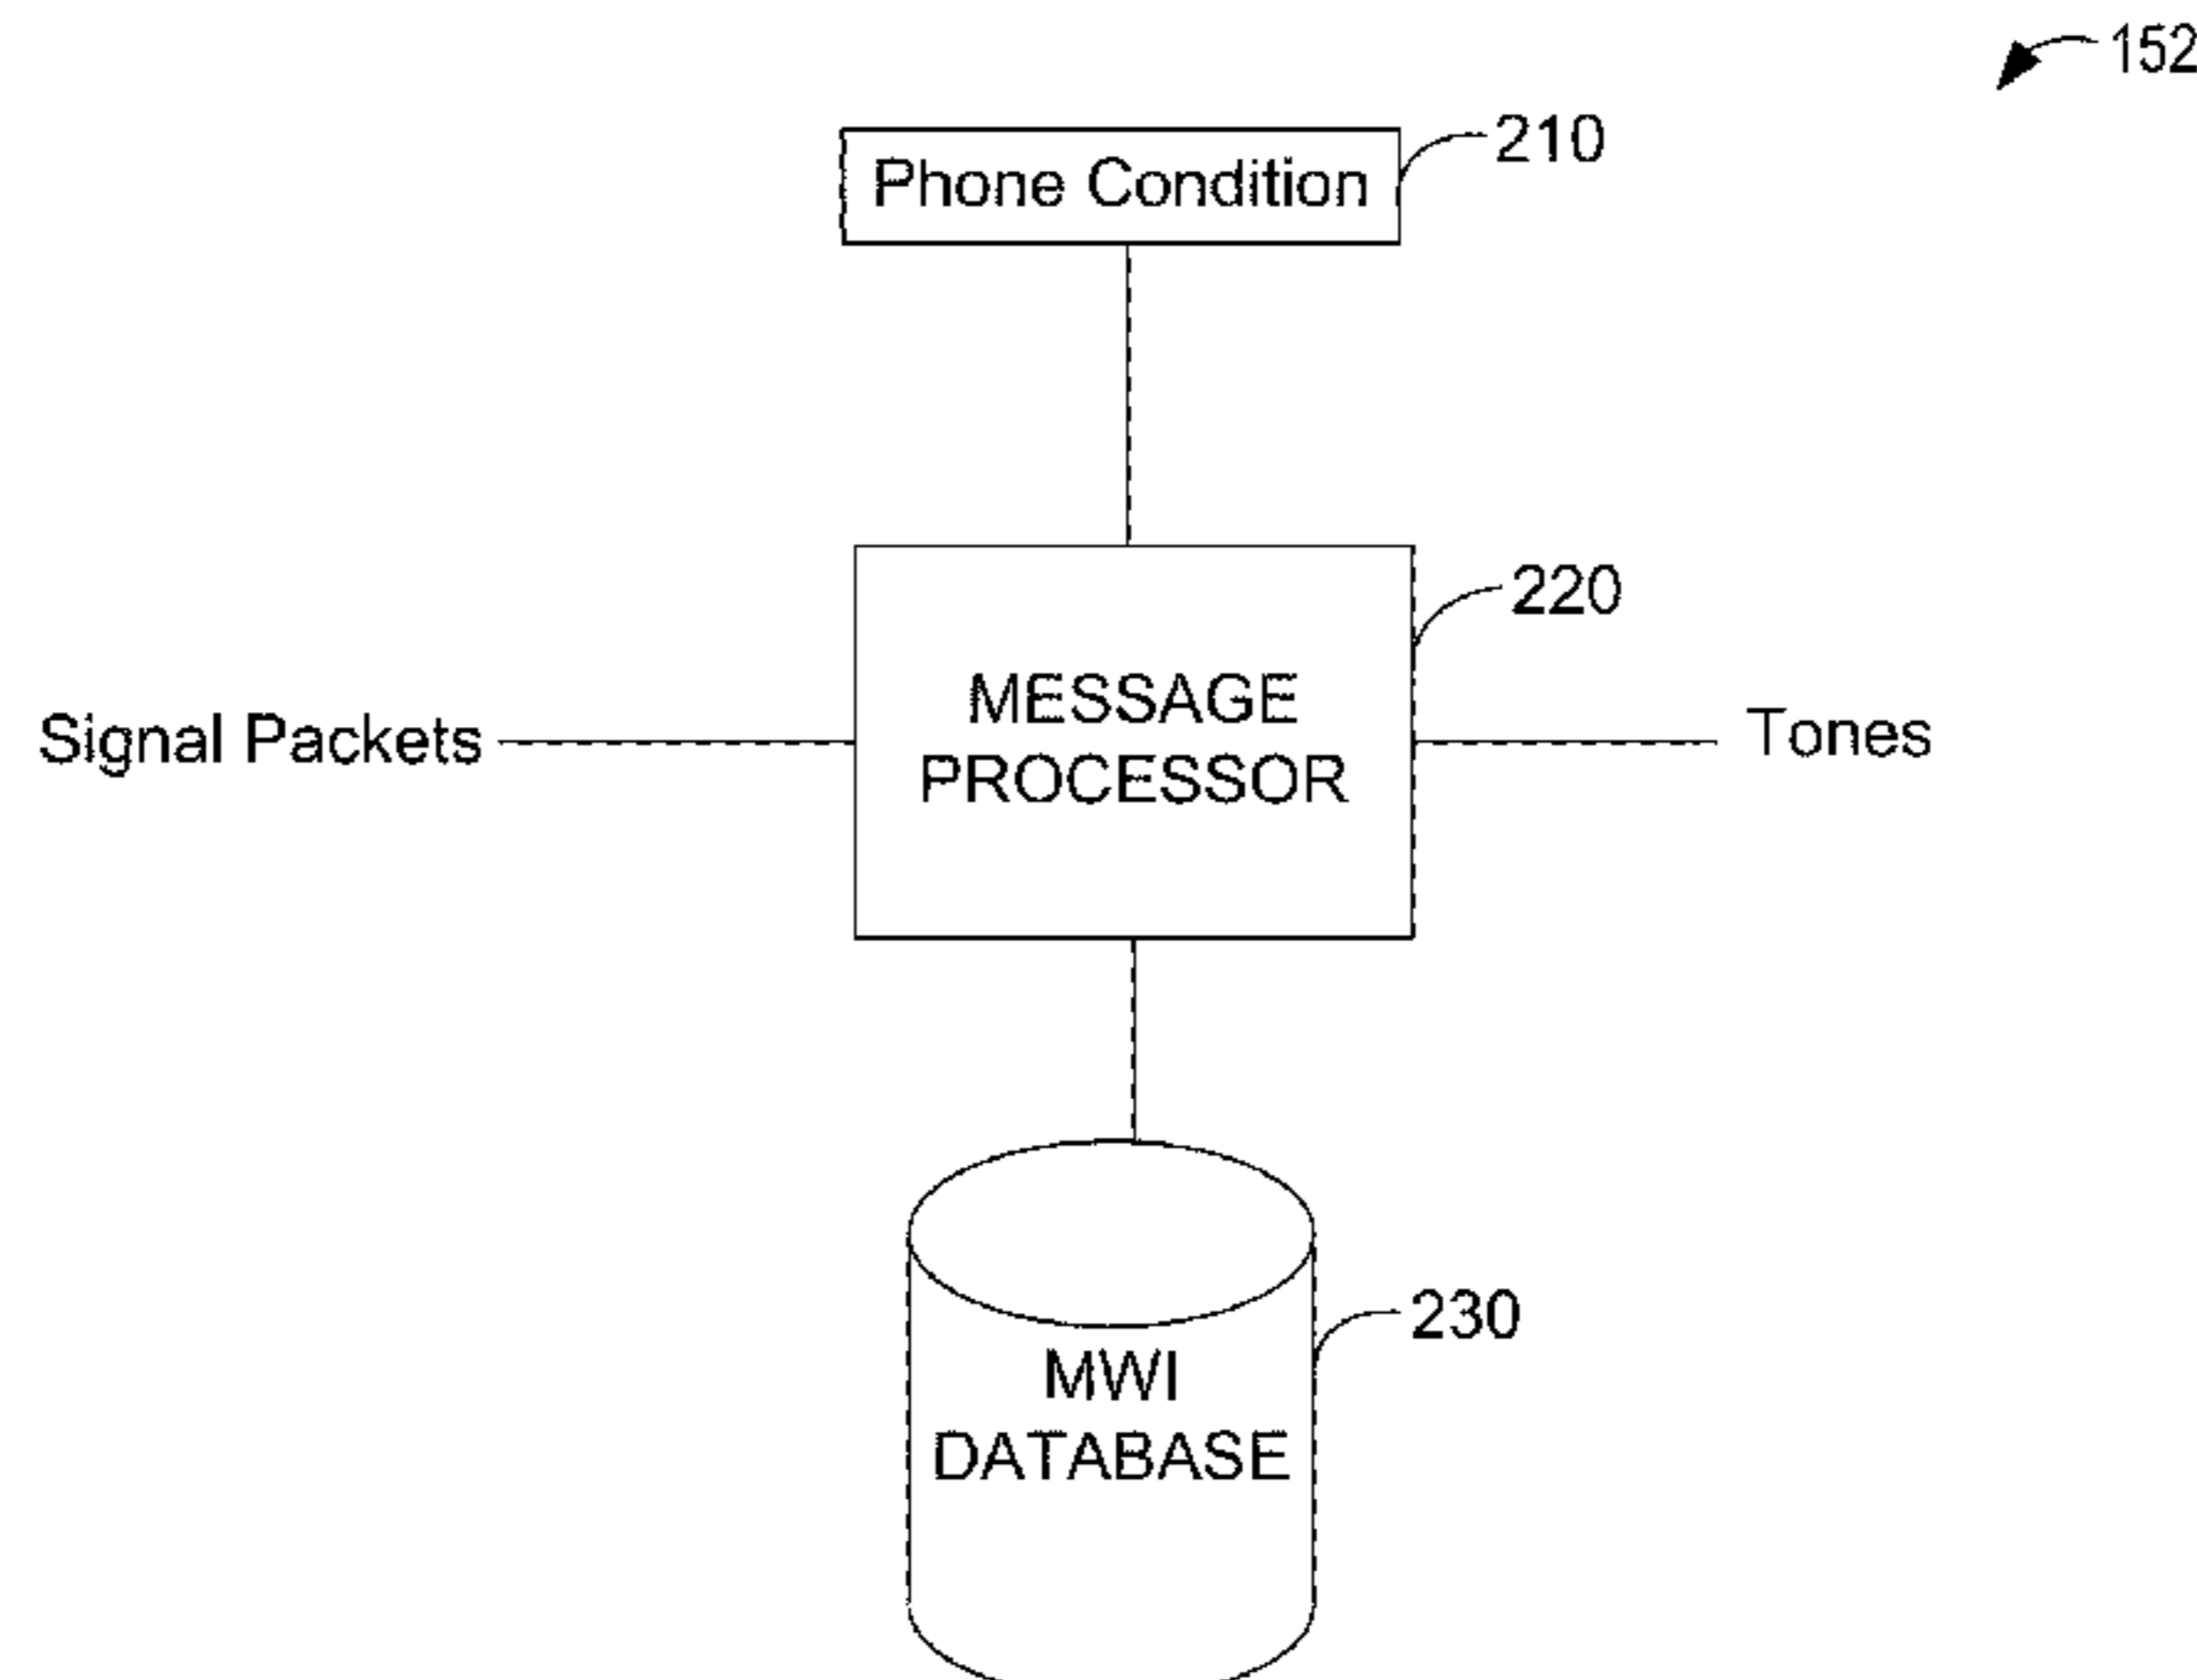 152
Phone Condition
210
220
MESSAGE
PROCESSOR
Signal Packets
Tones
230
MWI
DATABASE